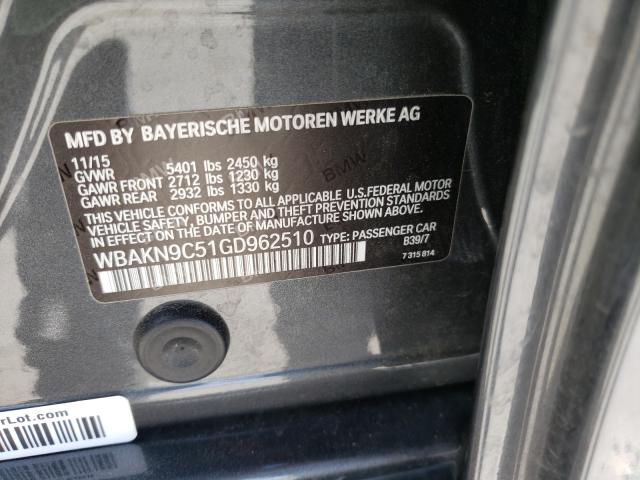 MFD BY BAYERISCHE MOTOREN WERKE AG
11/15
GVWR 5401 lbs 2450 kg
GAWR FRONT 2712 lbs 1230 kg
GAWR REAR 2932 lbs 1330 kg
THIS VEHICLE CONFORMS TO ALL APPLICABLE U.S.FEDERAL MOTOR
VEHICLE SAFETY, BUMPER AND THEFT PREVENTION STANDARDS
IN EFFECT ON THE DATE OF MANUFACTURE SHOWN ABOVE.
WBAKN9C51GD962510 TYPE: PASSENGER CAR
B39/7
7 315 814
rLot.com